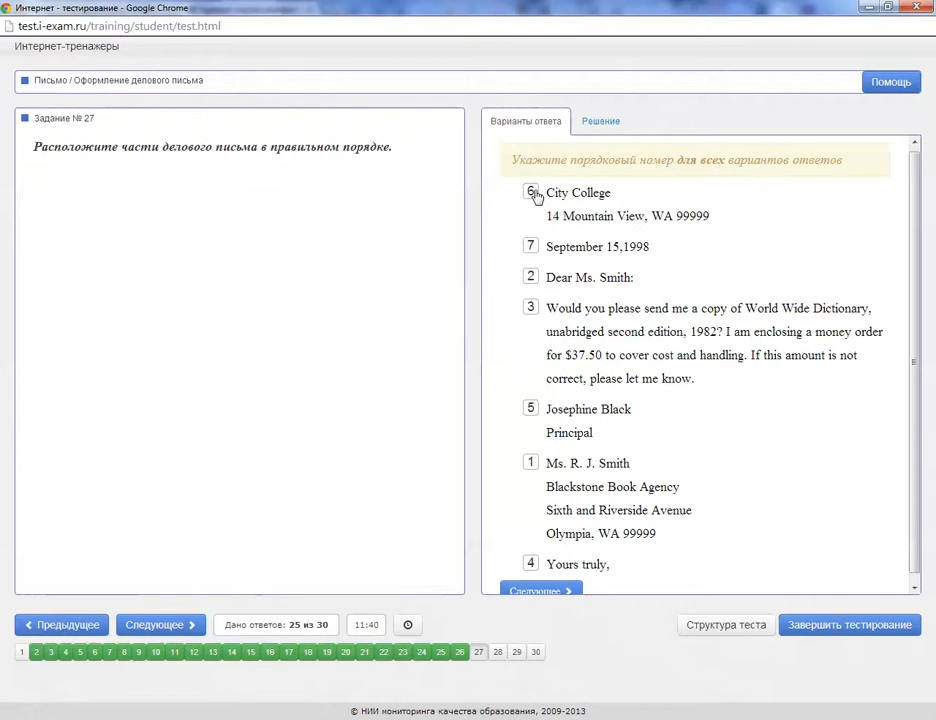 Интернет - тестирование - Google Chrome
test.i-exam.ru/training/student/test.html
Интернет-тренажеры
Письмо / Оформление делового письма
Помощь
Задание № 27
Расположите части делового письма в правильном порядке.
Варианты ответа
Решение
Укажите порядковый номер для всех вариантов ответов
6 City College
14 Mountain View, WA 99999
7 September 15,1998
2 Dear Ms. Smith:
3 Would you please send me a copy of World Wide Dictionary,
unabridged second edition, 1982? I am enclosing a money order
for $37.50 to cover cost and handling. If this amount is not
correct, please let me know.
5 Josephine Black
Principal
1 Ms. R. J. Smith
Blackstone Book Agency
Sixth and Riverside Avenue
Olympia, WA 99999
4 Yours truly,
Следующее
Предыдущее
Следующее
Дано ответов: 25 из 30
11:40
Структура теста
Завершить тестирование
1 2 3 4 5 6 7 8 9 10 11 12 13 14 15 16 17 18 19 20 21 22 23 24 25 26 27 28 29 30
© НИИ мониторинга качества образования, 2009-2013